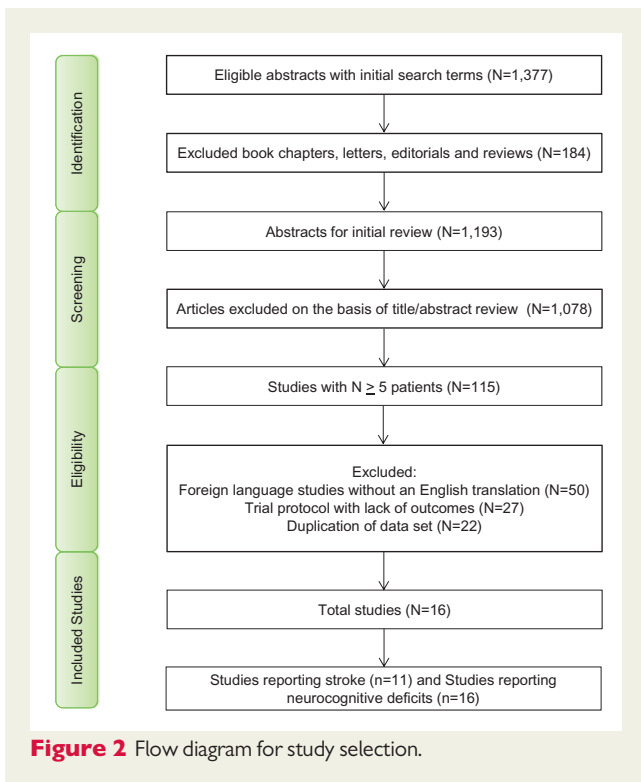 Identification
Eligible abstracts with initial search terms (N=1,377)
Excluded book chapters, letters, editorials and reviews (N=184)
Screening
Abstracts for initial review (N=1,193)
Articles excluded on the basis of title/abstract review (N=1,078)
Eligibility
Studies with N ≥ 5 patients (N=115)
Excluded:
Foreign language studies without an English translation (N=50)
Trial protocol with lack of outcomes (N=27)
Duplication of data set (N=22)
Included Studies
Total studies (N=16)
Studies reporting stroke (n=11) and Studies reporting
neurocognitive deficits (n=16)
Figure 2 Flow diagram for study selection.